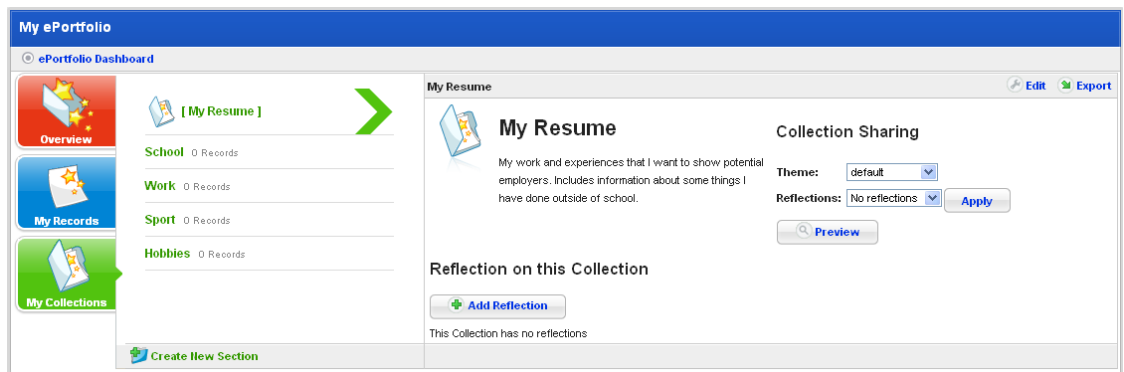 My ePortfolio
ePortfolio Dashboard
Overview
My Records
My Collections
[ My Resume ]
School 0 Records
Work 0 Records
Sport 0 Records
Hobbies 0 Records
Create New Section
My Resume
Edit
Export
My Resume
My work and experiences that I want to show potential
employers. Includes information about some things I
have done outside of school.
Collection Sharing
Theme: default
Reflections: No reflections Apply
Preview
Reflection on this Collection
Add Reflection
This Collection has no reflections